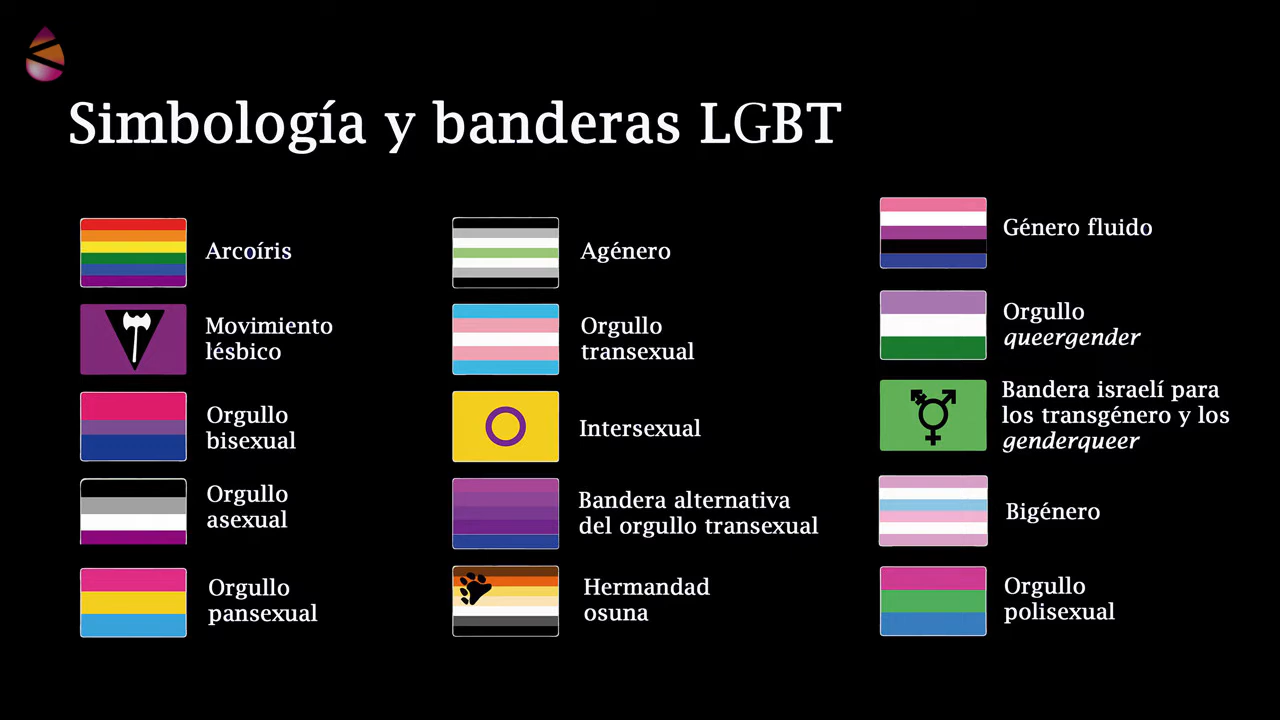 Simbología y banderas LGBT
Arcoíris
Movimiento
lésbico
Orgullo
bisexual
Orgullo
asexual
Orgullo
pansexual
Agénero
Orgullo
transexual
Intersexual
Bandera alternativa
del orgullo transexual
Hermandad
osuna
Género fluido
Orgullo
queergender
Bandera israelí para
los transgénero y los
genderqueer
Bigénero
Orgullo
polisexual